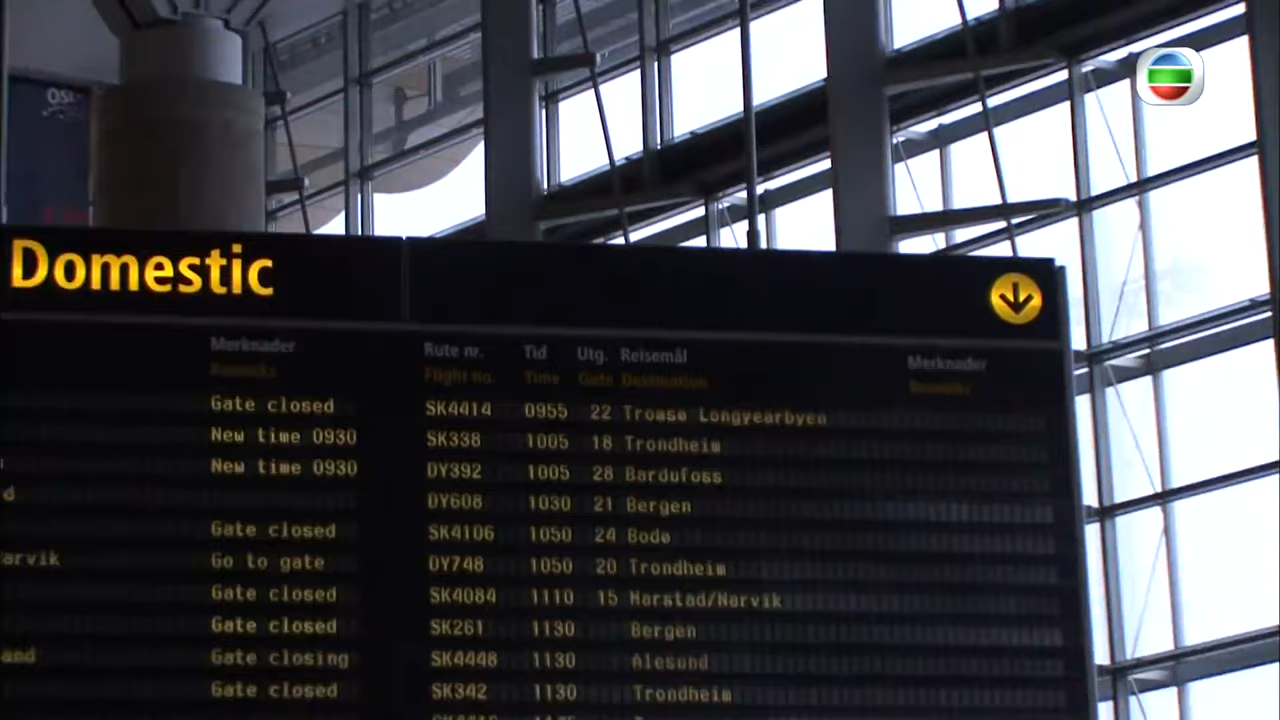 OSL
Domestic
Merknader Rute nr. Tid Utg. Reisemål Merknader
Remarks Flight no. Time Gate Destination Remarks
Gate closed SK4414 0955 22 Tromsø Longyearbyen
New time 0930 SK338 1005 18 Trondheim
New time 0930 DY392 1005 28 Bardufoss
d DY608 1030 21 Bergen
Gate closed SK4106 1050 24 Bodø
arvik Go to gate DY748 1050 20 Trondheim
Gate closed SK4084 1110 15 Harstad/Narvik
Gate closed SK261 1130 Bergen
and Gate closing SK4448 1130 Alesund
Gate closed SK342 1130 Trondheim